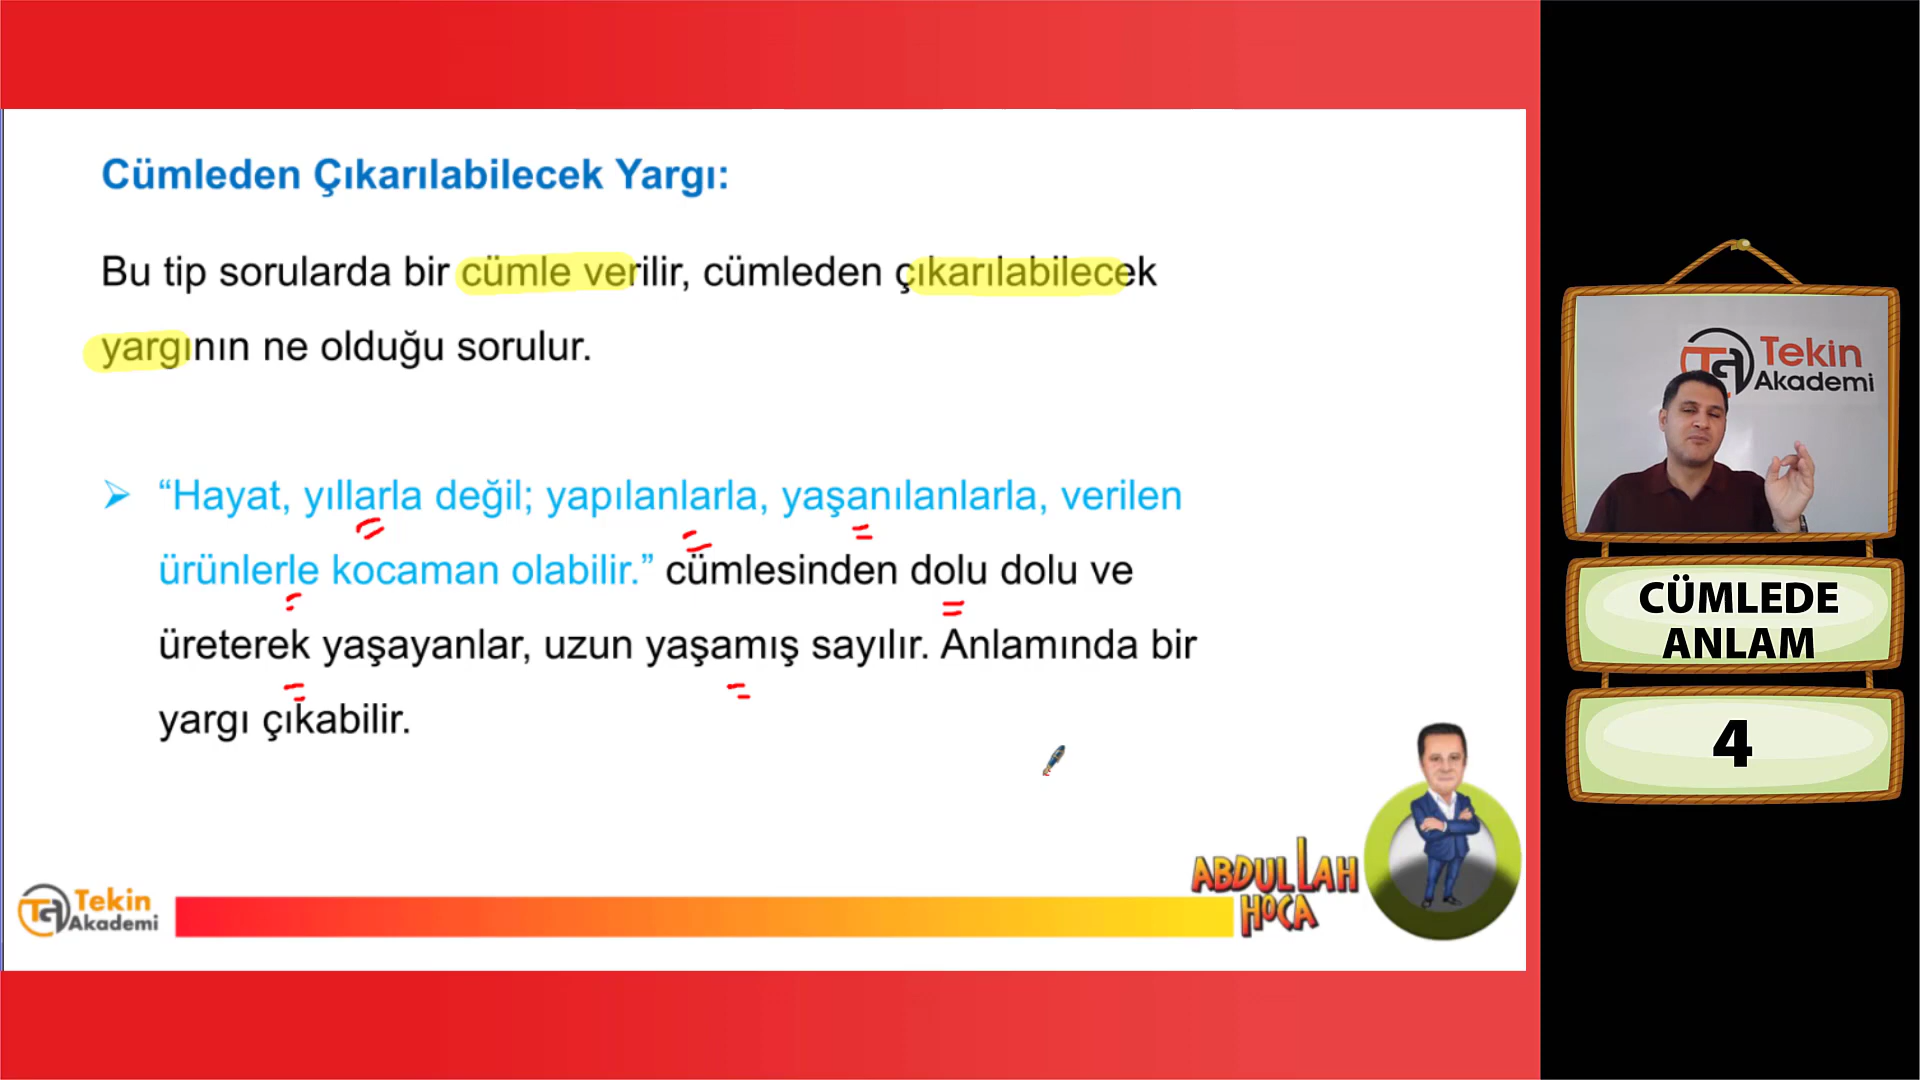 Cümleden Çıkarılabilecek Yargı:
Bu tip sorularda bir cümle verilir, cümleden çıkarılabilecek
yargının ne olduğu sorulur.
➢ “Hayat, yıllarla değil; yapılanlarla, yaşanılanlarla, verilen
ürünlerle kocaman olabilir.” cümlesinden dolu dolu ve
üreterek yaşayanlar, uzun yaşamış sayılır. Anlamında bir
yargı çıkabilir.
Tekin
Akademi
ABDULLAH
HOCA
Tekin
Akademi
CÜMLEDE
ANLAM
4